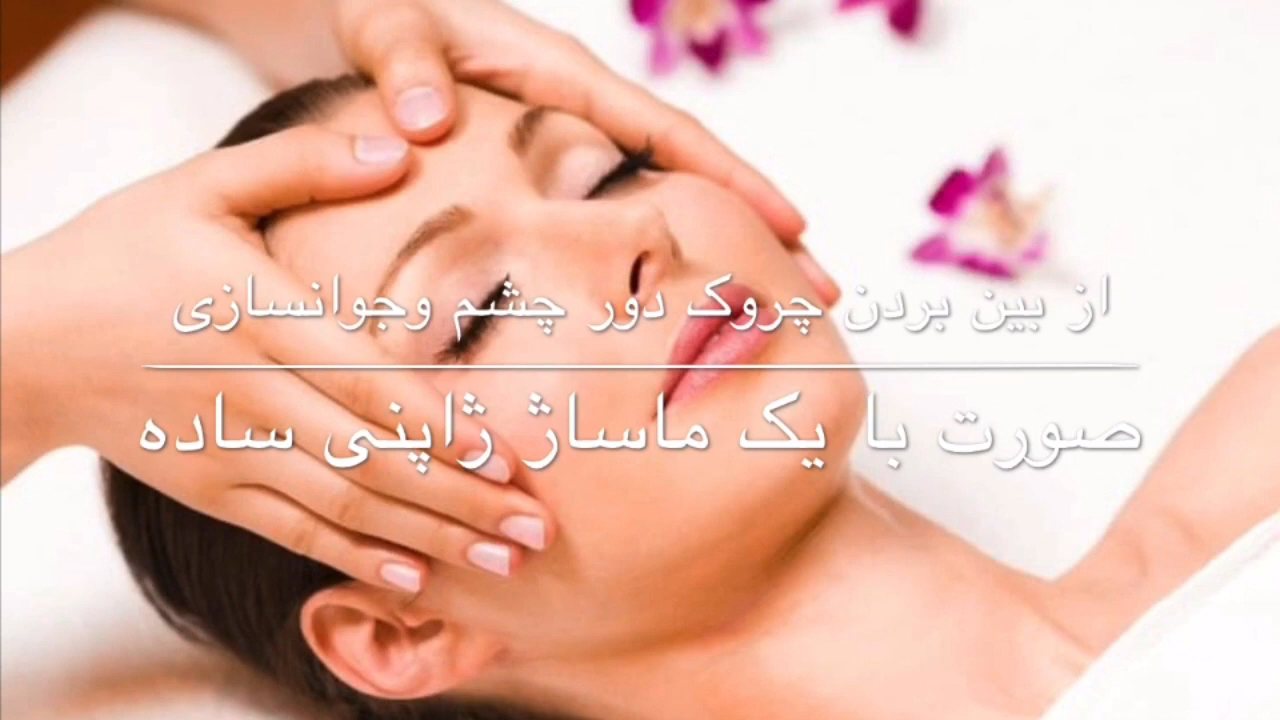 از بین بردن چروک دور چشم وجوانسازی
صورت با یک ماساژ ژاپنی ساده